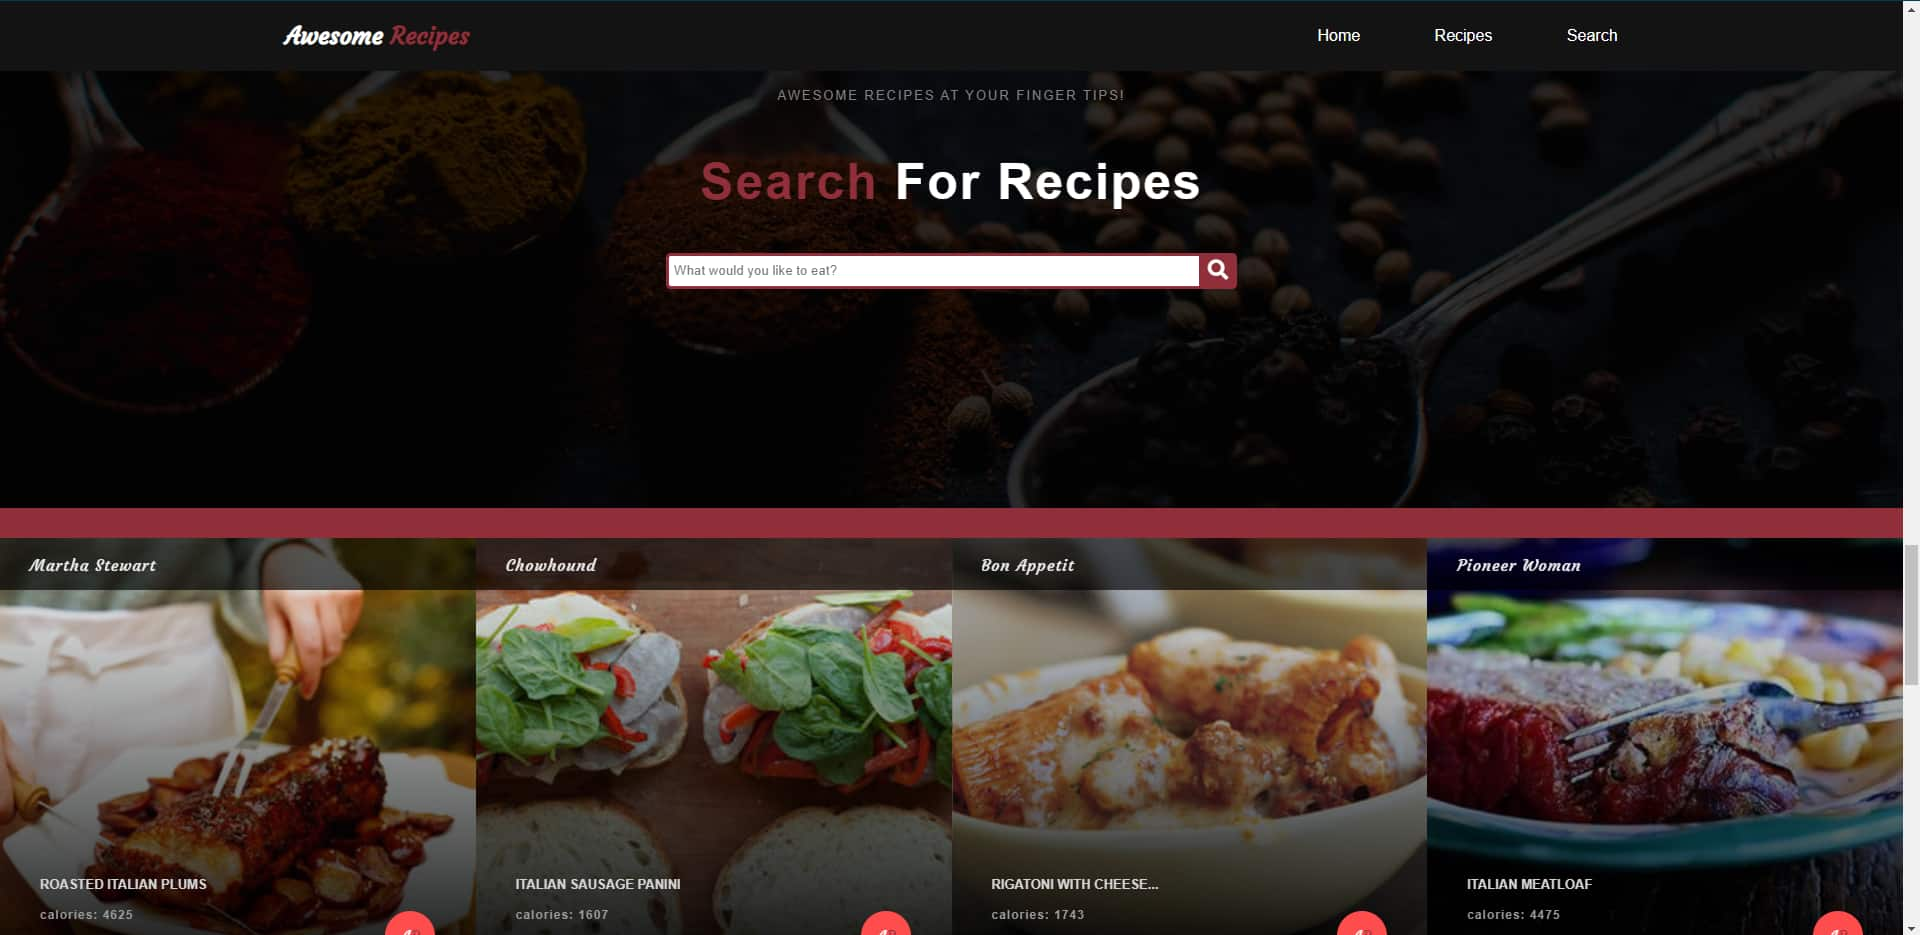 Awesome Recipes
Home Recipes Search
AWESOME RECIPES AT YOUR FINGER TIPS!
Search For Recipes
What would you like to eat?
Martha Stewart
Chowhound
Bon Appetit
Pioneer Woman
ROASTED ITALIAN PLUMS
calories: 4625
ITALIAN SAUSAGE PANINI
calories: 1607
RIGATONI WITH CHEESE...
calories: 1743
ITALIAN MEATLOAF
calories: 4475